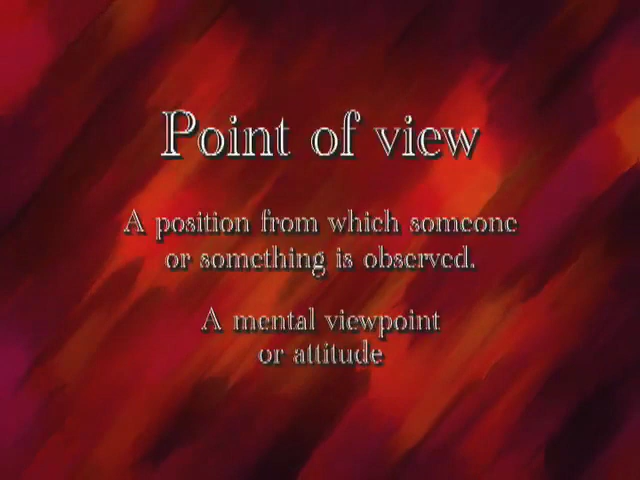 Point of view
A position from which someone
or something is observed.
A mental viewpoint
or attitude